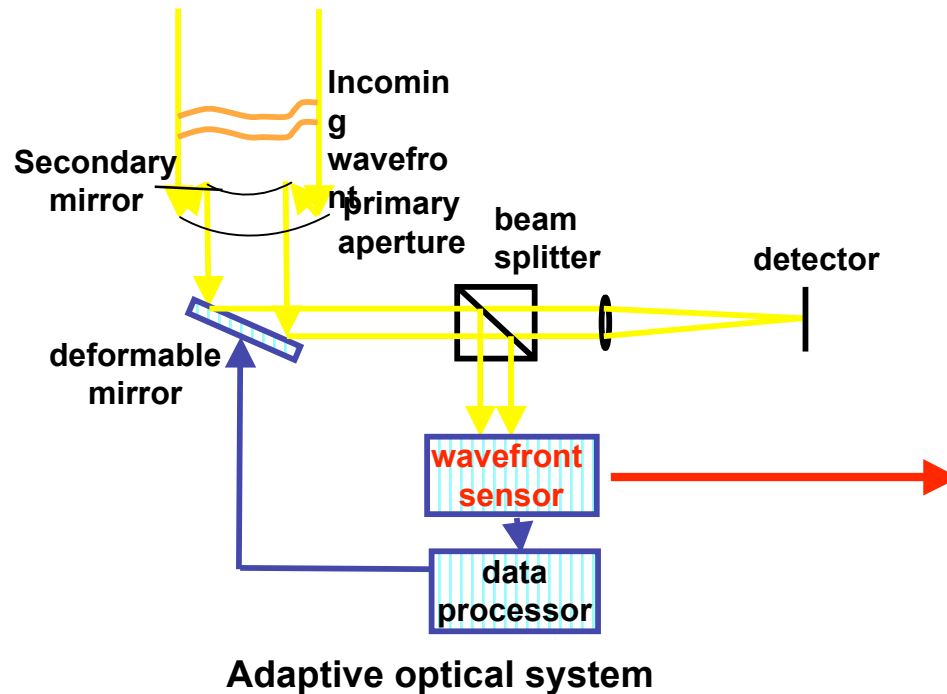 Incomin
g
wavefro
nt
Secondary
mirror
primary
aperture
beam
splitter
detector
deformable
mirror
wavefront
sensor
data
processor
Adaptive optical system